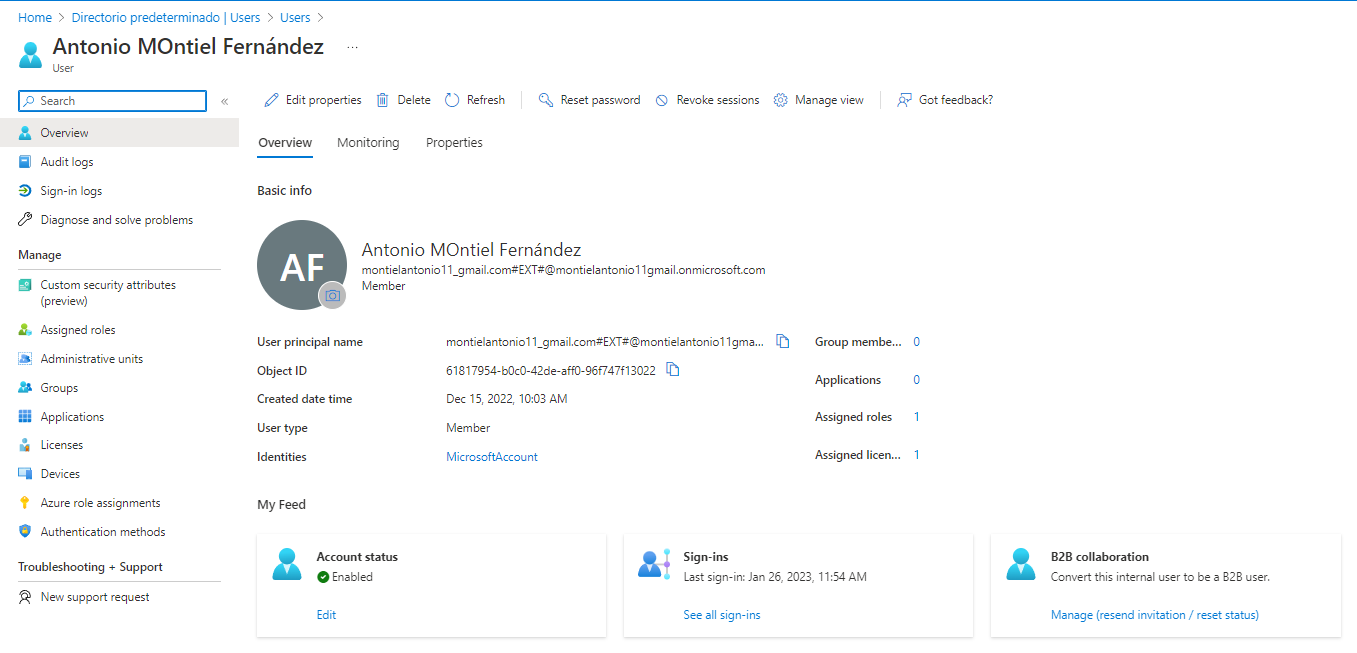 Home > Directorio predeterminado | Users > Users >
Antonio MOntiel Fernández ...
User
Search «
Edit properties Delete Refresh Reset password Revoke sessions Manage view Got feedback?
Overview
Audit logs
Sign-in logs
Diagnose and solve problems
Manage
Custom security attributes
(preview)
Assigned roles
Administrative units
Groups
Applications
Licenses
Devices
Azure role assignments
Authentication methods
Troubleshooting + Support
New support request
Overview Monitoring Properties
Basic info
AF
Antonio MOntiel Fernández
montielantonio11_gmail.com#EXT#@montielantonio11gmail.onmicrosoft.com
Member
User principal name montielantonio11_gmail.com#EXT#@montielantonio11gma...
Object ID 61817954-b0c0-42de-aff0-96f747f13022
Created date time Dec 15, 2022, 10:03 AM
User type Member
Identities MicrosoftAccount
Group membe... 0
Applications 0
Assigned roles 1
Assigned licen... 1
My Feed
Account status
Enabled
Edit
Sign-ins
Last sign-in: Jan 26, 2023, 11:54 AM
See all sign-ins
B2B collaboration
Convert this internal user to be a B2B user.
Manage (resend invitation / reset status)